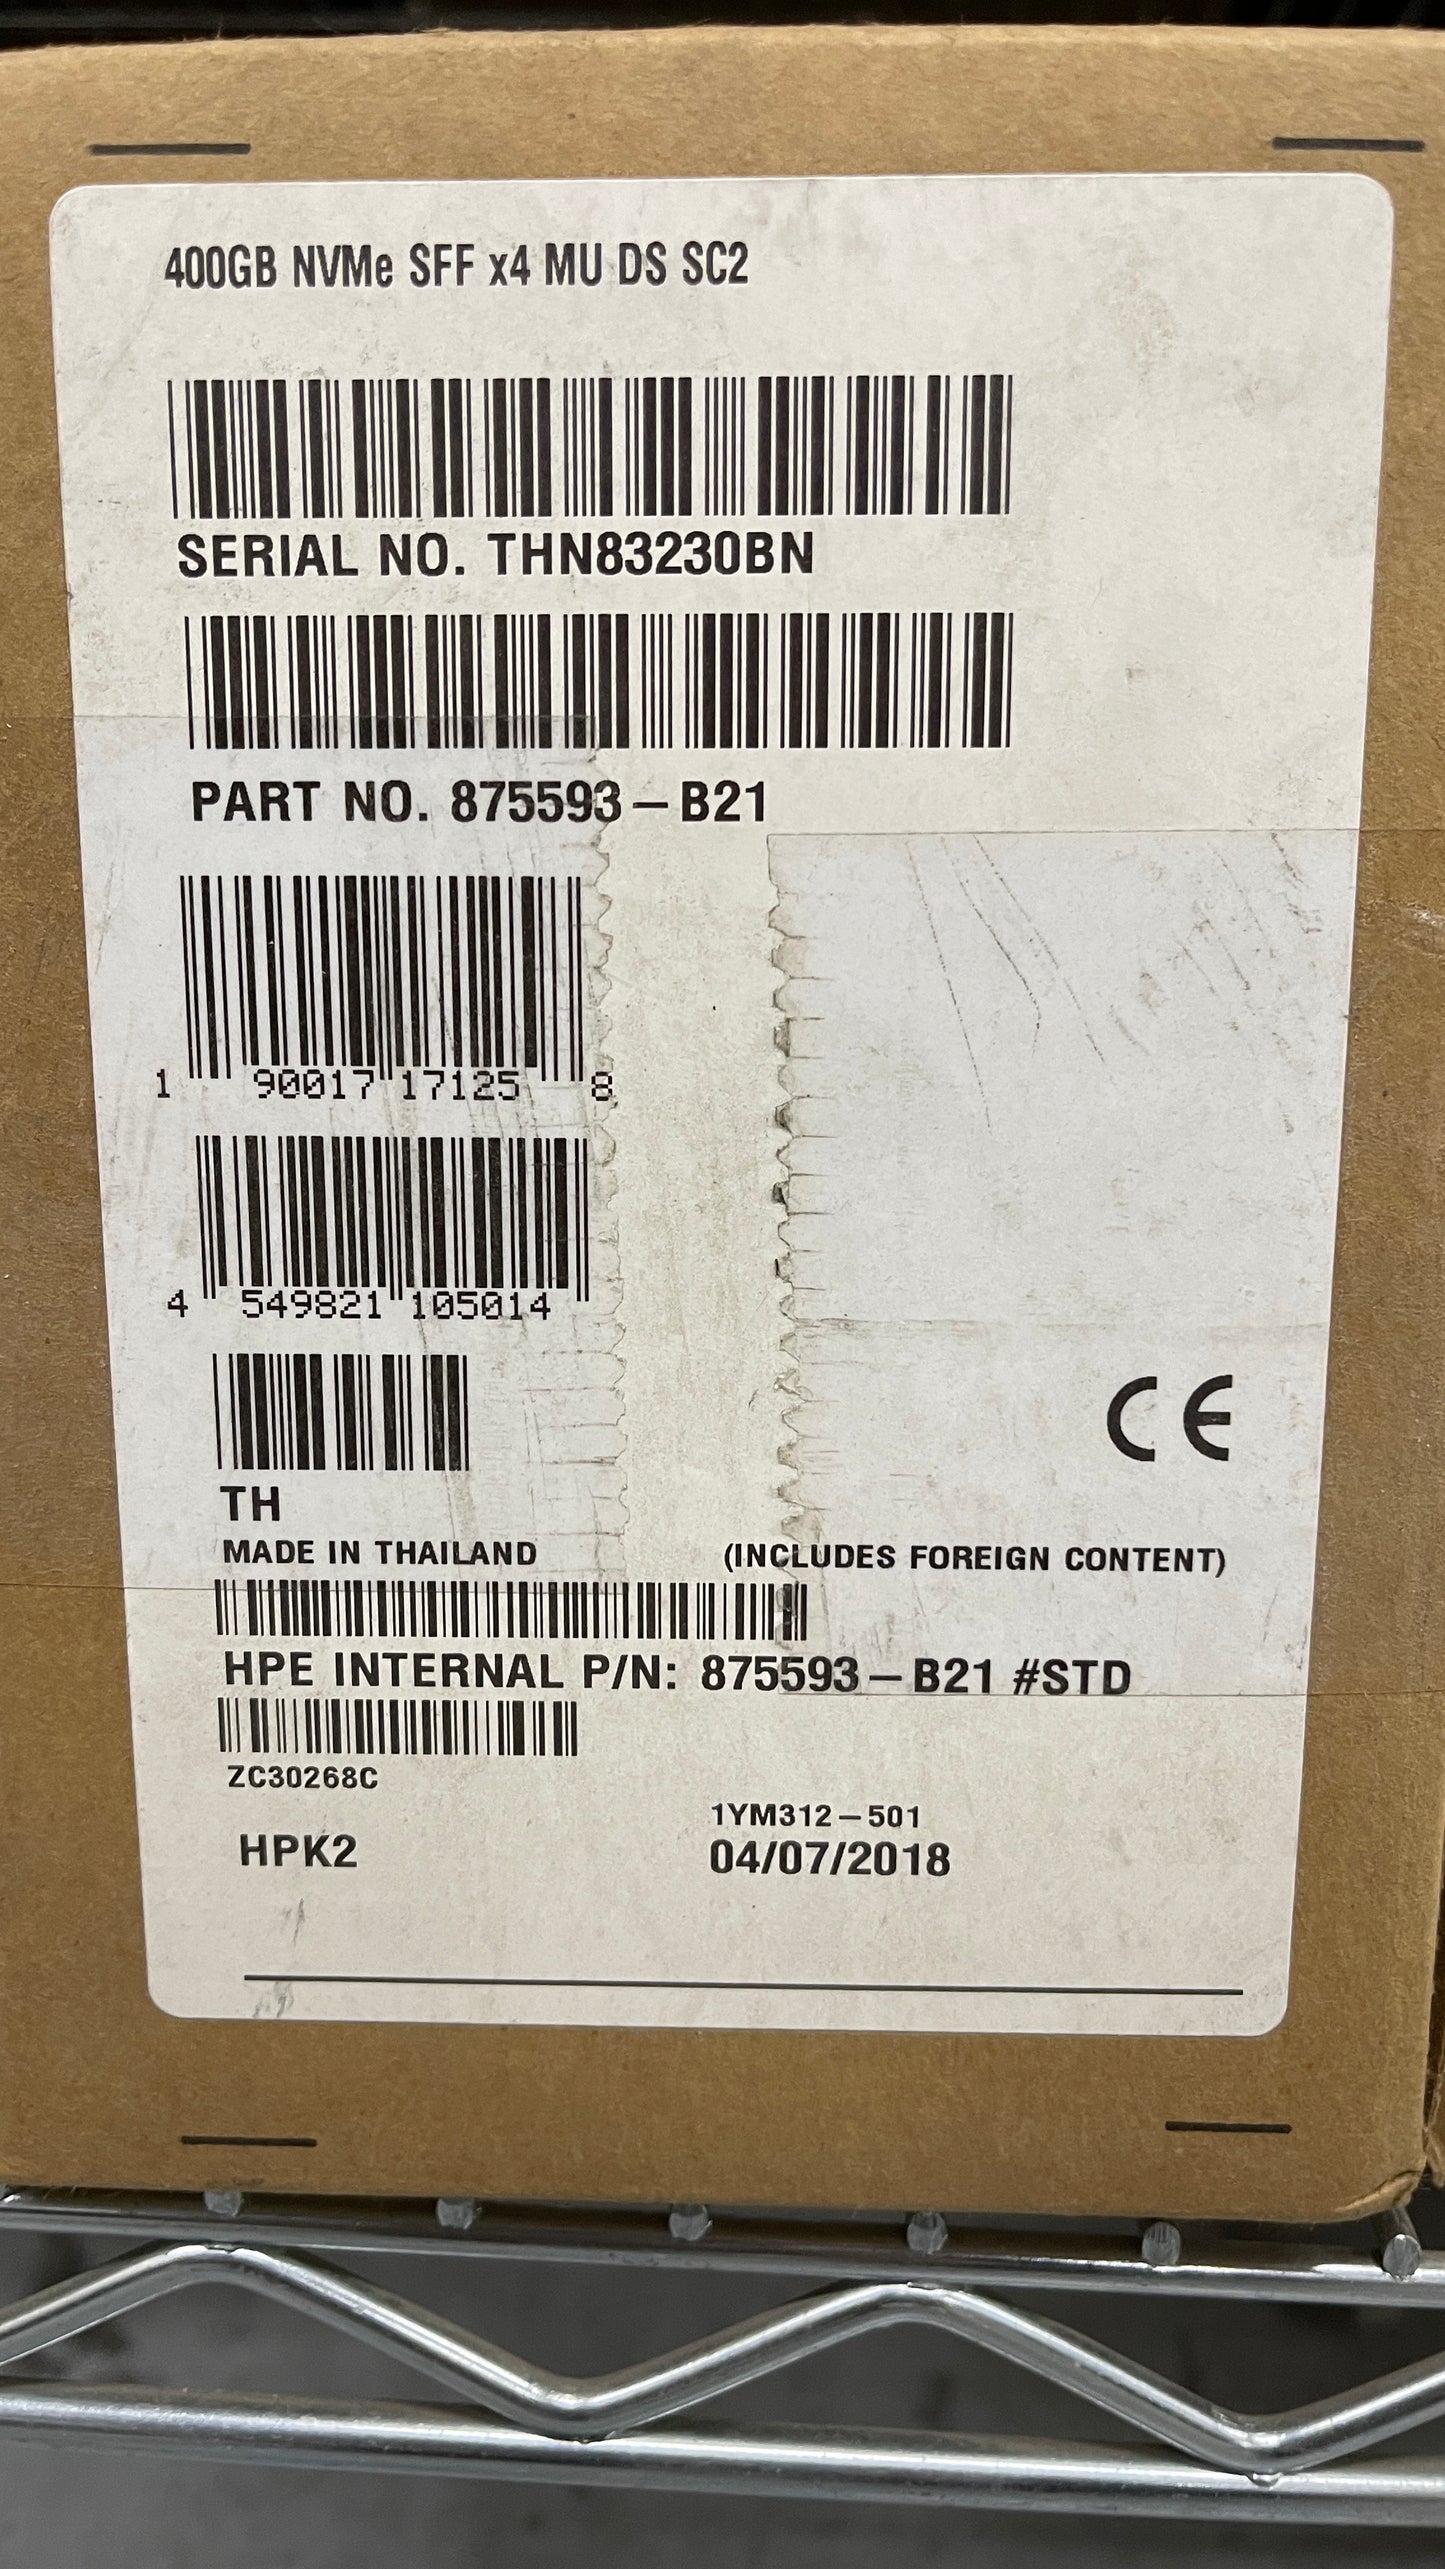 400GB NVMe SFF x4 MU DS SC2
SERIAL NO. THN83230BN
PART NO. 875593-B21
1 90017 17125 8
4 549821 105014
CE
TH
MADE IN THAILAND (INCLUDES FOREIGN CONTENT)
HPE INTERNAL P/N: 875593-B21 #STD
ZC30268C
1YM312-501
HPK2 04/07/2018